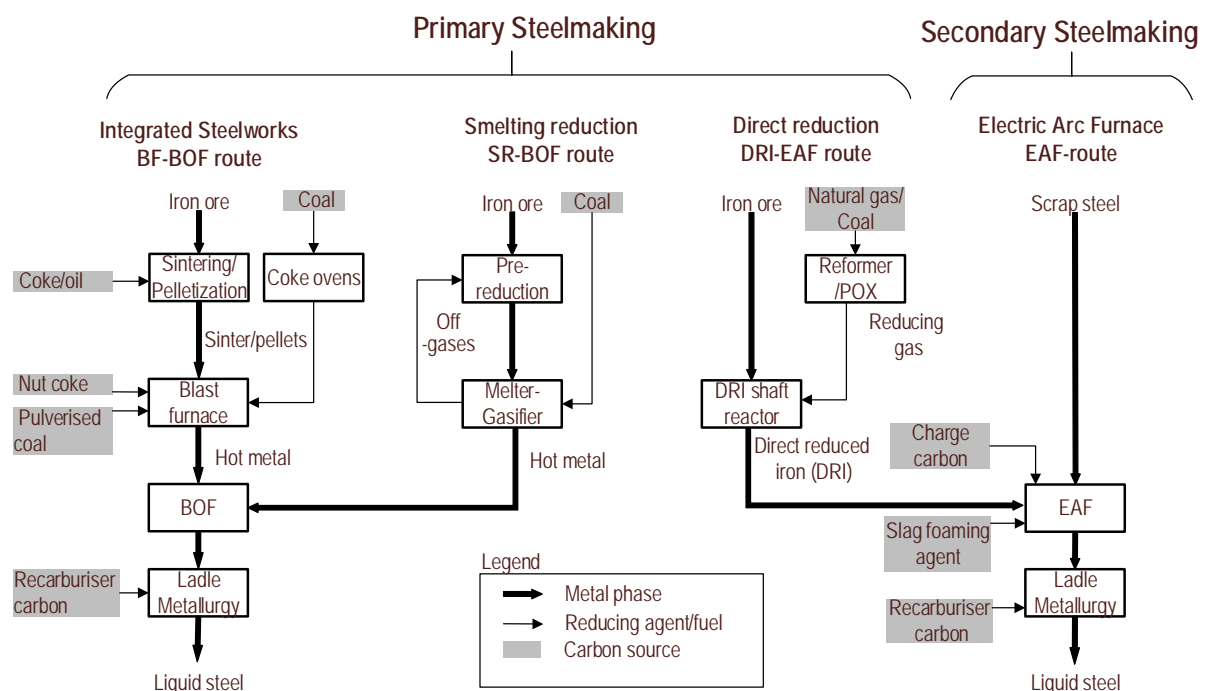 Primary Steelmaking
Secondary Steelmaking
Integrated Steelworks
BF-BOF route
Smelting reduction
SR-BOF route
Direct reduction
DRI-EAF route
Electric Arc Furnace
EAF-route
Iron ore
Coal
Coke/oil
Sintering/
Pelletization
Coke ovens
Sinter/pellets
Nut coke
Pulverised
coal
Blast
furnace
Hot metal
BOF
Recarburiser
carbon
Ladle
Metallurgy
Liquid steel
Iron ore
Coal
Pre-
reduction
Off
-gases
Melter-
Gasifier
Hot metal
Iron ore
Natural gas/
Coal
Reformer
/POX
Reducing
gas
DRI shaft
reactor
Direct reduced
iron (DRI)
Scrap steel
Charge
carbon
EAF
Slag foaming
agent
Recarburiser
carbon
Ladle
Metallurgy
Liquid steel
Legend
Metal phase
Reducing agent/fuel
Carbon source